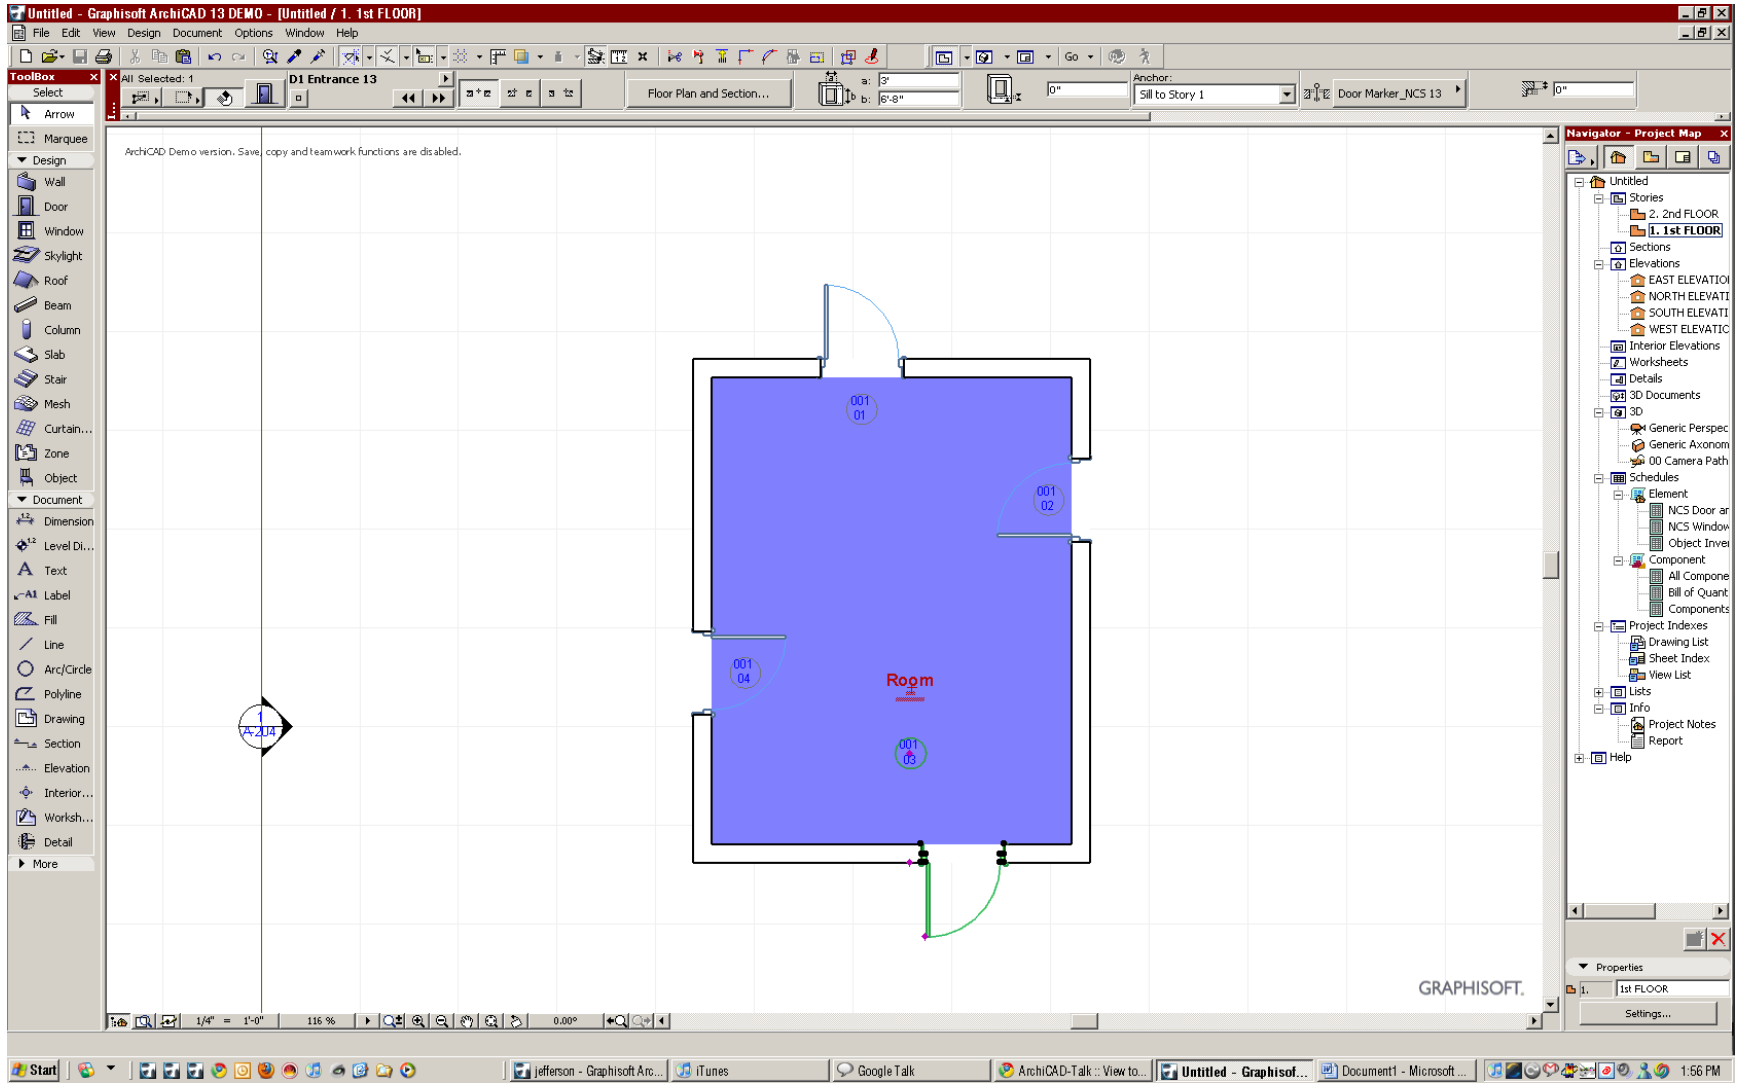 Untitled - Graphisoft ArchiCAD 13 DEMO - [Untitled / 1. 1st FLOOR]
File Edit View Design Document Options Window Help
Go
ToolBox
Select
Arrow
Marquee
Design
Wall
Door
Window
Skylight
Roof
Beam
Column
Slab
Stair
Mesh
Curtain...
Zone
Object
Document
Dimension
Level Di...
Text
Label
Fill
Line
Arc/Circle
Polyline
Drawing
Section
Elevation
Interior...
Worksh...
Detail
More
All Selected: 1
D1 Entrance 13
Floor Plan and Section...
a: 3'
b: 6'-8"
0"
Anchor:
Sill to Story 1
Door Marker_NCS 13
0"
ArchiCAD Demo version. Save, copy and teamwork functions are disabled.
001
01
001
02
001
04
Room
001
03
1
A-204
GRAPHISOFT.
1/4" = 1'-0"
116 %
0.00°
Navigator - Project Map
Untitled
Stories
2. 2nd FLOOR
1. 1st FLOOR
Sections
Elevations
EAST ELEVATIO
NORTH ELEVATI
SOUTH ELEVATI
WEST ELEVATIC
Interior Elevations
Worksheets
Details
3D Documents
3D
Generic Perspec
Generic Axonom
00 Camera Path
Schedules
Element
NCS Door ar
NCS Window
Object Inver
Component
All Compone
Bill of Quant
Components
Project Indexes
Drawing List
Sheet Index
View List
Lists
Info
Project Notes
Report
Help
Properties
1.
1st FLOOR
Settings...
Start
jefferson - Graphisoft Arc...
iTunes
Google Talk
ArchiCAD-Talk :: View to...
Untitled - Graphisof...
Document1 - Microsoft ...
1:56 PM